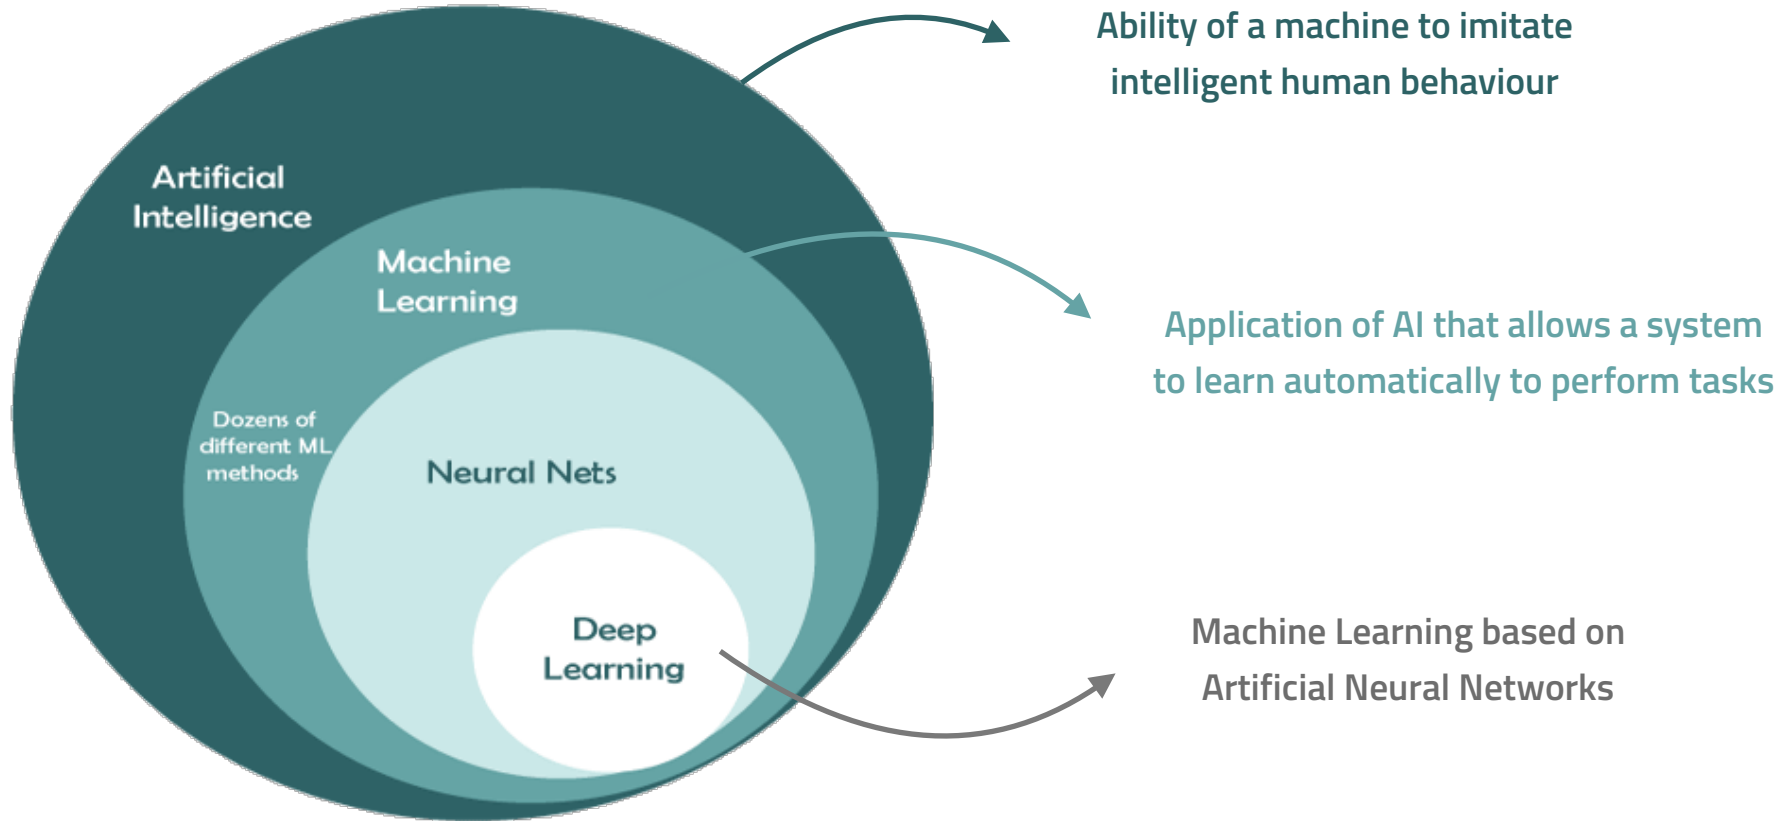 Ability of a machine to imitate
intelligent human behaviour
Artificial
Intelligence
Machine
Learning
Application of AI that allows a system
to learn automatically to perform tasks
Dozens of
different ML
methods
Neural Nets
Deep
Learning
Machine Learning based on
Artificial Neural Networks